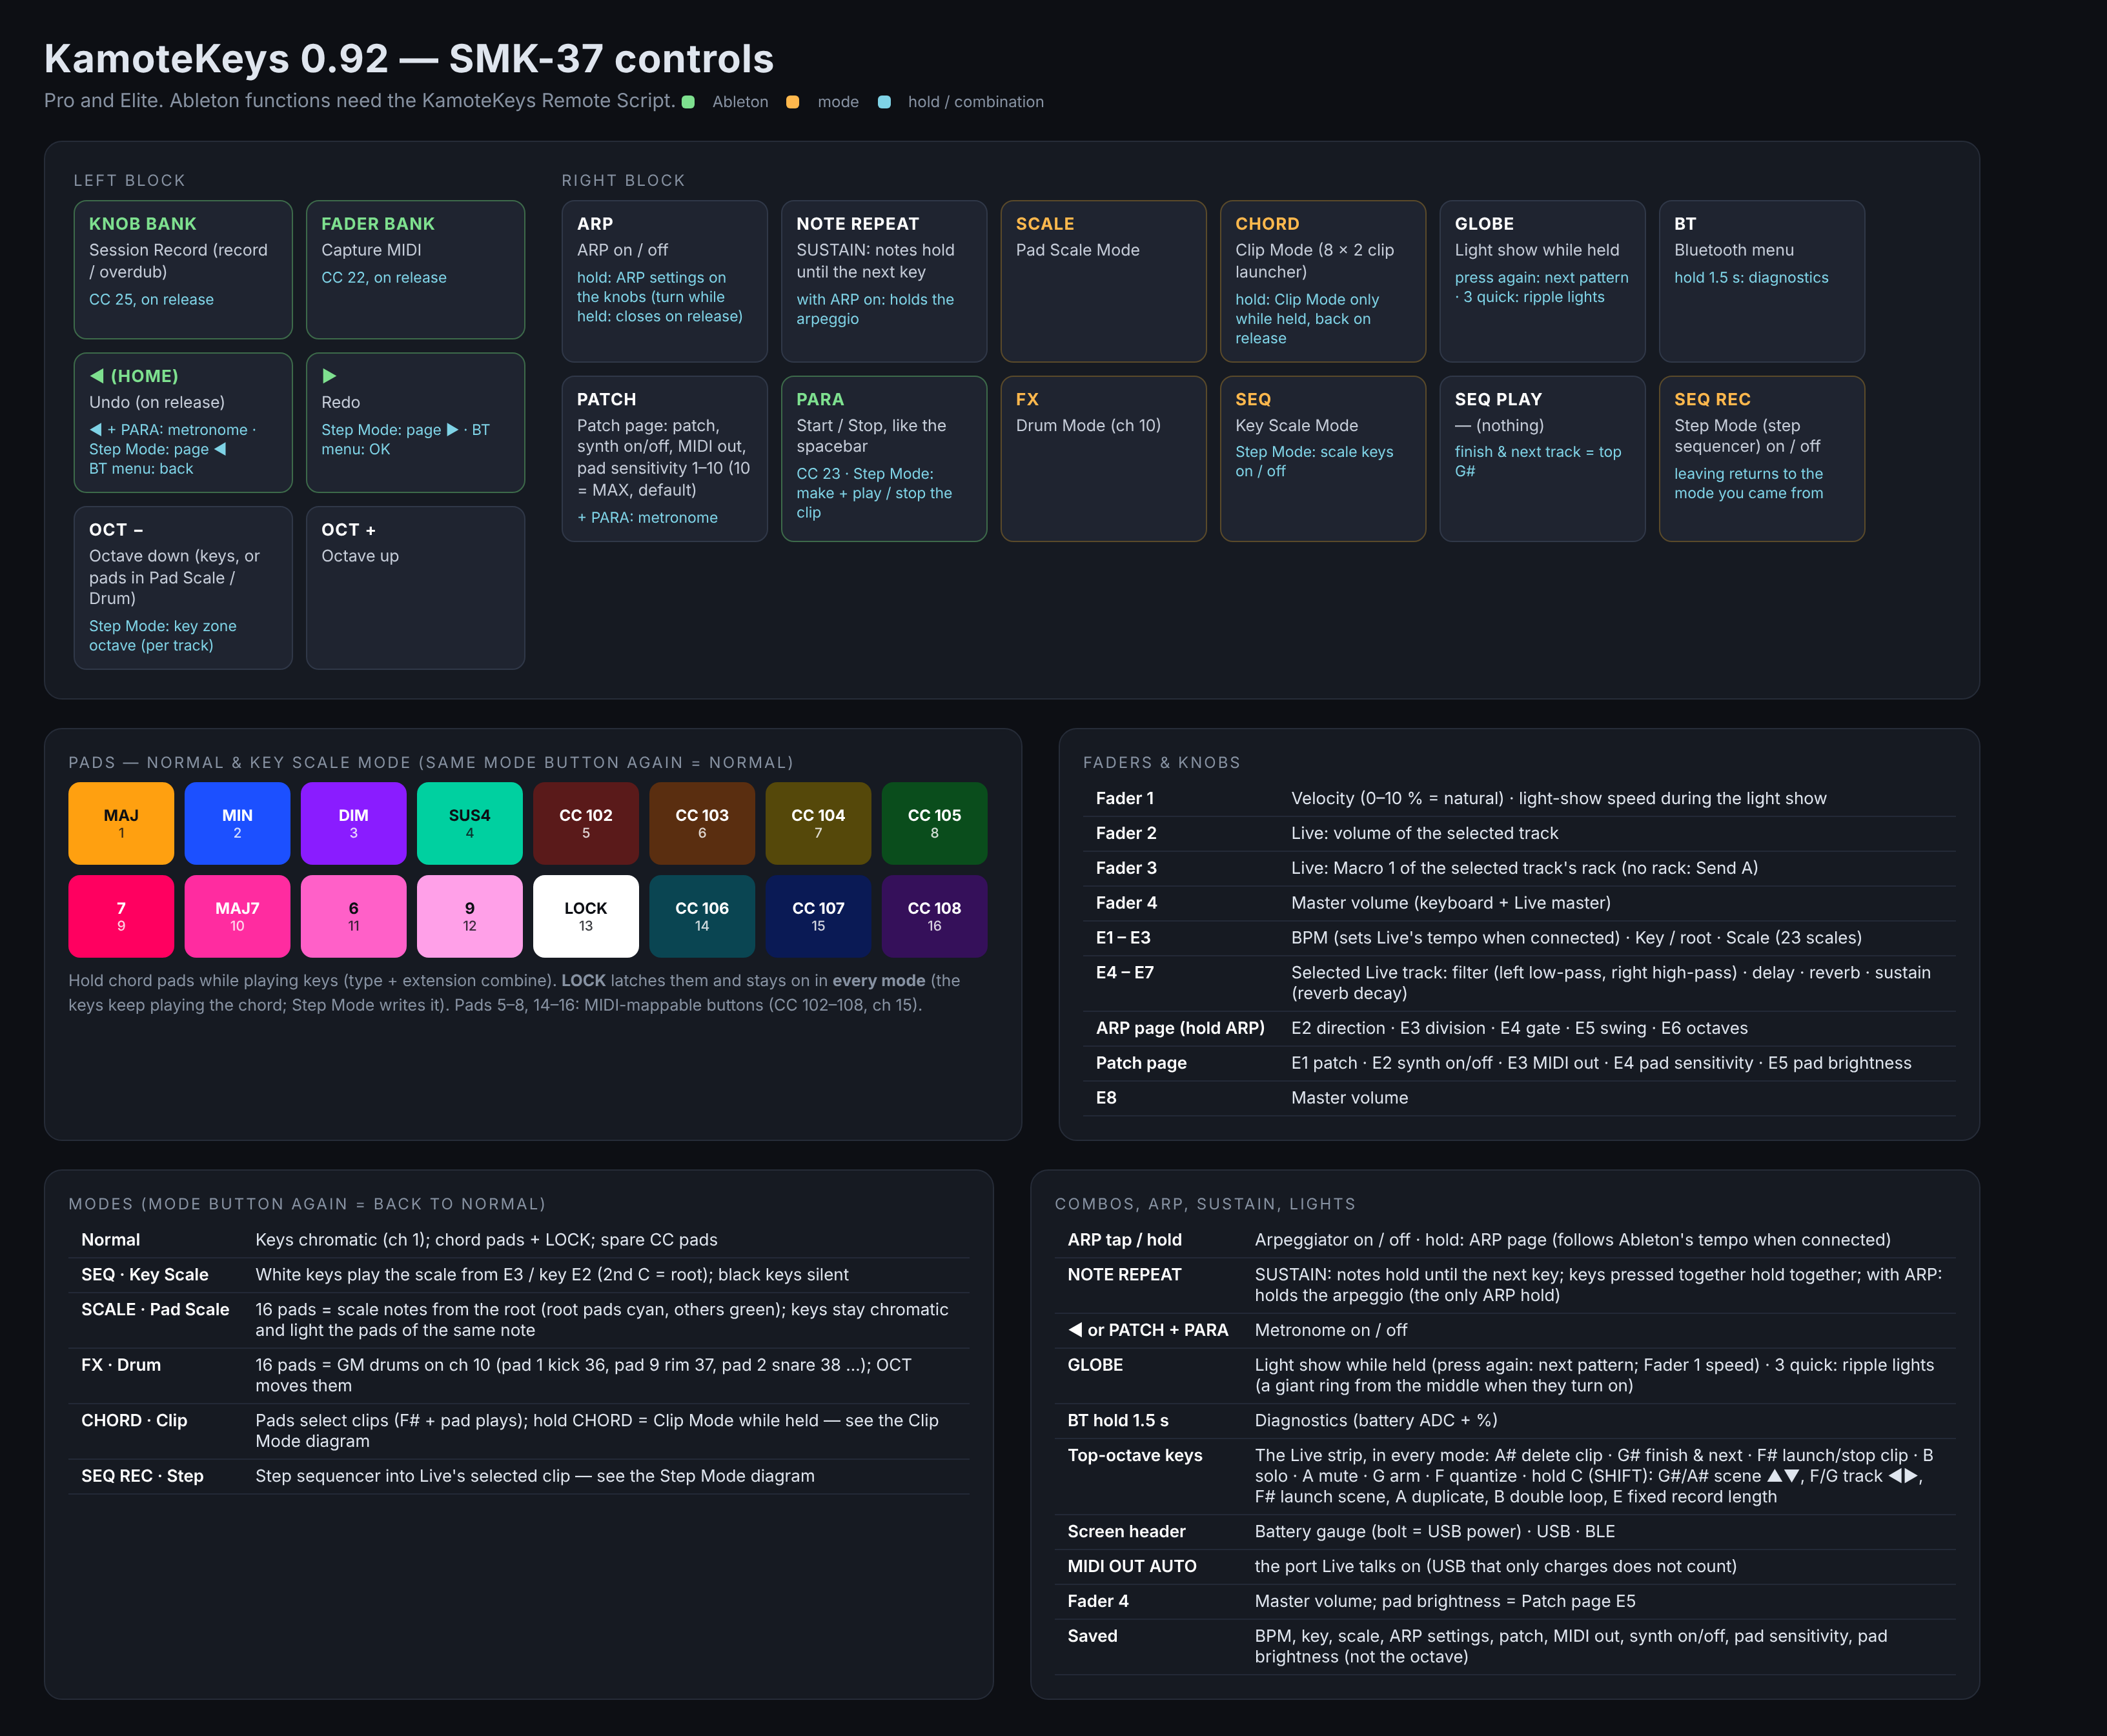 KamoteKeys 0.92 — SMK-37 controls
Pro and Elite. Ableton functions need the KamoteKeys Remote Script. Ableton mode hold / combination
LEFT BLOCK
KNOB BANK
Session Record (record
/ overdub)
CC 25, on release
FADER BANK
Capture MIDI
CC 22, on release
◀ (HOME)
Undo (on release)
◀ + PARA: metronome ·
Step Mode: page ◀
BT menu: back
▶
Redo
Step Mode: page ▶ · BT
menu: OK
OCT −
Octave down (keys, or
pads in Pad Scale /
Drum)
Step Mode: key zone
octave (per track)
OCT +
Octave up
RIGHT BLOCK
ARP
ARP on / off
hold: ARP settings on
the knobs (turn while
held: closes on release)
NOTE REPEAT
SUSTAIN: notes hold
until the next key
with ARP on: holds the
arpeggio
SCALE
Pad Scale Mode
CHORD
Clip Mode (8 × 2 clip
launcher)
hold: Clip Mode only
while held, back on
release
GLOBE
Light show while held
press again: next pattern
· 3 quick: ripple lights
BT
Bluetooth menu
hold 1.5 s: diagnostics
PATCH
Patch page: patch,
synth on/off, MIDI out,
pad sensitivity 1–10 (10
= MAX, default)
+ PARA: metronome
PARA
Start / Stop, like the
spacebar
CC 23 · Step Mode:
make + play / stop the
clip
FX
Drum Mode (ch 10)
SEQ
Key Scale Mode
Step Mode: scale keys
on / off
SEQ PLAY
— (nothing)
finish & next track = top
G#
SEQ REC
Step Mode (step
sequencer) on / off
leaving returns to the
mode you came from
PADS — NORMAL & KEY SCALE MODE (SAME MODE BUTTON AGAIN = NORMAL)
MAJ
1
MIN
2
DIM
3
SUS4
4
CC 102
5
CC 103
6
CC 104
7
CC 105
8
7
9
MAJ7
10
6
11
9
12
LOCK
13
CC 106
14
CC 107
15
CC 108
16
Hold chord pads while playing keys (type + extension combine). LOCK latches them and stays on in every mode (the
keys keep playing the chord; Step Mode writes it). Pads 5–8, 14–16: MIDI-mappable buttons (CC 102–108, ch 15).
FADERS & KNOBS
Fader 1 Velocity (0–10 % = natural) · light-show speed during the light show
Fader 2 Live: volume of the selected track
Fader 3 Live: Macro 1 of the selected track's rack (no rack: Send A)
Fader 4 Master volume (keyboard + Live master)
E1 – E3 BPM (sets Live's tempo when connected) · Key / root · Scale (23 scales)
E4 – E7 Selected Live track: filter (left low-pass, right high-pass) · delay · reverb · sustain
(reverb decay)
ARP page (hold ARP) E2 direction · E3 division · E4 gate · E5 swing · E6 octaves
Patch page E1 patch · E2 synth on/off · E3 MIDI out · E4 pad sensitivity · E5 pad brightness
E8 Master volume
MODES (MODE BUTTON AGAIN = BACK TO NORMAL)
Normal Keys chromatic (ch 1); chord pads + LOCK; spare CC pads
SEQ · Key Scale White keys play the scale from E3 / key E2 (2nd C = root); black keys silent
SCALE · Pad Scale 16 pads = scale notes from the root (root pads cyan, others green); keys stay chromatic
and light the pads of the same note
FX · Drum 16 pads = GM drums on ch 10 (pad 1 kick 36, pad 9 rim 37, pad 2 snare 38 …); OCT
moves them
CHORD · Clip Pads select clips (F# + pad plays); hold CHORD = Clip Mode while held — see the Clip
Mode diagram
SEQ REC · Step Step sequencer into Live's selected clip — see the Step Mode diagram
COMBOS, ARP, SUSTAIN, LIGHTS
ARP tap / hold Arpeggiator on / off · hold: ARP page (follows Ableton's tempo when connected)
NOTE REPEAT SUSTAIN: notes hold until the next key; keys pressed together hold together; with ARP:
holds the arpeggio (the only ARP hold)
◀ or PATCH + PARA Metronome on / off
GLOBE Light show while held (press again: next pattern; Fader 1 speed) · 3 quick: ripple lights
(a giant ring from the middle when they turn on)
BT hold 1.5 s Diagnostics (battery ADC + %)
Top-octave keys The Live strip, in every mode: A# delete clip · G# finish & next · F# launch/stop clip · B
solo · A mute · G arm · F quantize · hold C (SHIFT): G#/A# scene ▲▼, F/G track ◀▶,
F# launch scene, A duplicate, B double loop, E fixed record length
Screen header Battery gauge (bolt = USB power) · USB · BLE
MIDI OUT AUTO the port Live talks on (USB that only charges does not count)
Fader 4 Master volume; pad brightness = Patch page E5
Saved BPM, key, scale, ARP settings, patch, MIDI out, synth on/off, pad sensitivity, pad
brightness (not the octave)